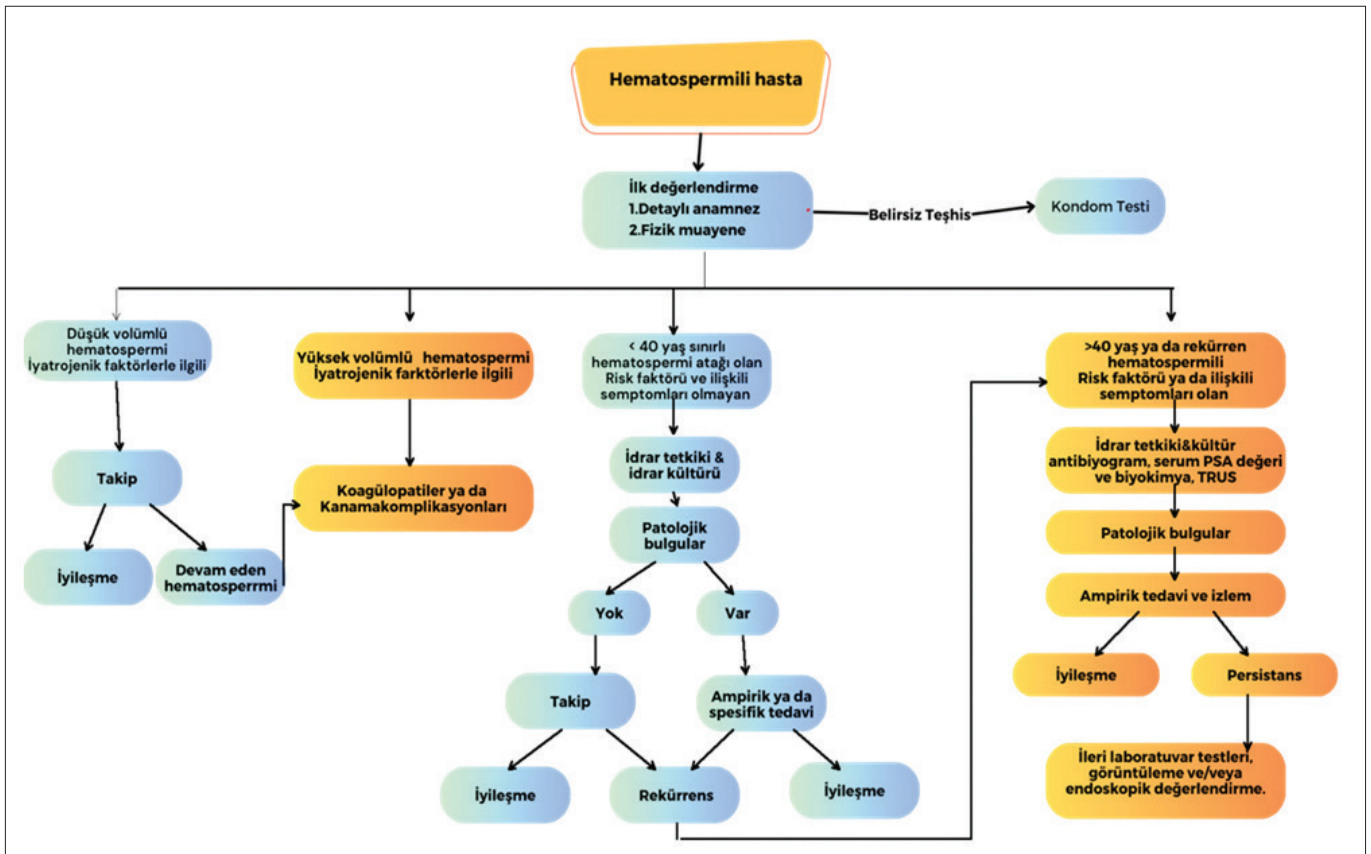 Hematospermili hasta
İlk değerlendirme
1.Detaylı anamnez
2.Fizik muayene
Belirsiz Teşhis
Kondom Testi
Düşük volümlü
hematospermi
İyatrojenik faktörlerle ilgili
Takip
İyileşme
Devam eden
hematosperrmi
Yüksek volümlü hematospermi
İyatrojenik farktörlerle ilgili
Koagülopatiler ya da
Kanamakomplikasyonları
< 40 yaş sınırlı
hematospermi atağı olan
Risk faktörü ve ilişkili
semptomları olmayan
İdrar tetkiki &
idrar kültürü
Patolojik
bulgular
Yok
Var
Takip
Ampirik ya da
spesifik tedavi
İyileşme
Rekürrens
İyileşme
>40 yaş ya da rekürren
hematospermili
Risk faktörü ya da ilişkili
semptomları olan
İdrar tetkiki&kültür
antibiyogram, serum PSA değeri
ve biyokimya, TRUS
Patolojik bulgular
Ampirik tedavi ve izlem
İyileşme
Persistans
İleri laboratuvar testleri,
görüntüleme ve/veya
endoskopik değerlendirme.